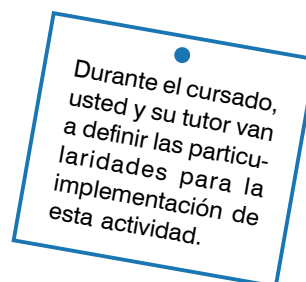 Durante el cursado,
usted y su tutor van
a definir las particu-
laridades para la
implementación de
esta actividad.